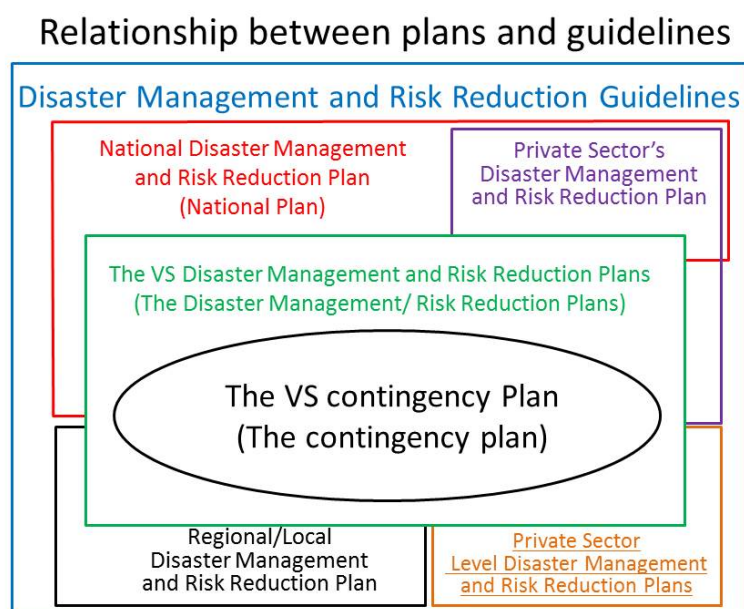 Relationship between plans and guidelines
Disaster Management and Risk Reduction Guidelines
National Disaster Management
and Risk Reduction Plan
(National Plan)
Private Sector's
Disaster Management
and Risk Reduction Plan
The VS Disaster Management and Risk Reduction Plans
(The Disaster Management/ Risk Reduction Plans)
The VS contingency Plan
(The contingency plan)
Regional/Local
Disaster Management
and Risk Reduction Plan
Private Sector
Level Disaster Management
and Risk Reduction Plans